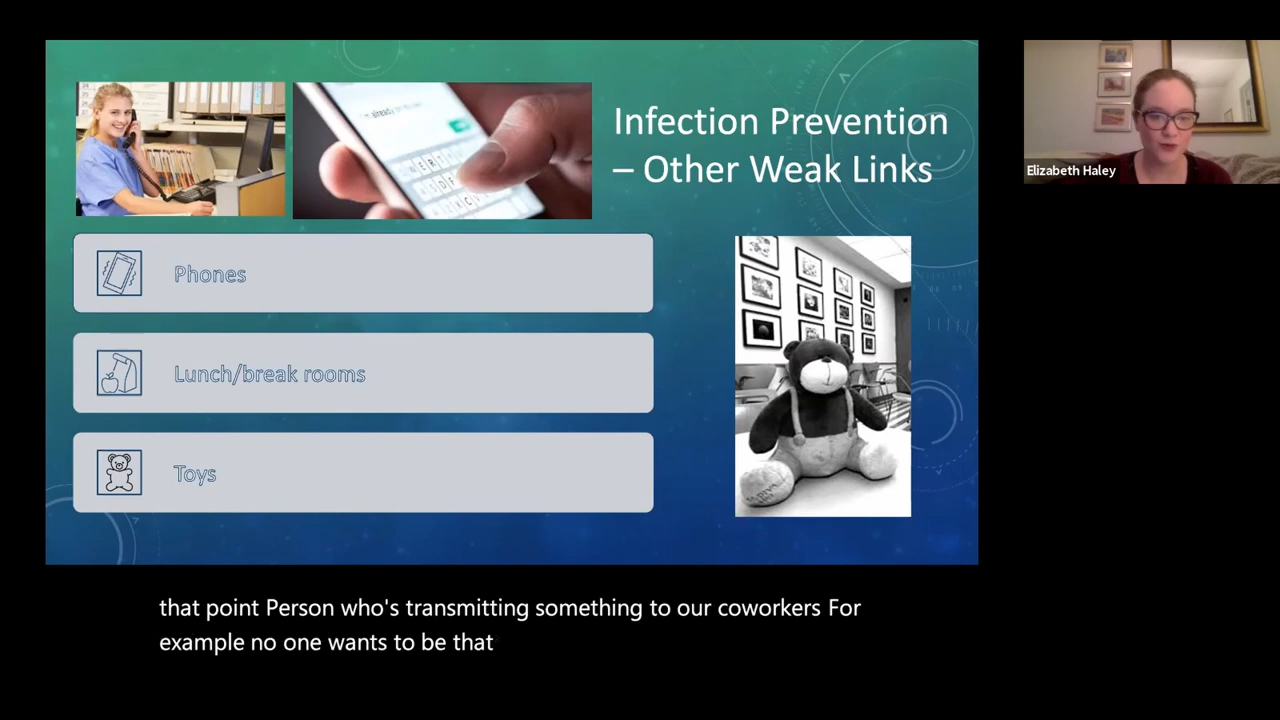 already
Infection Prevention
– Other Weak Links
Elizabeth Haley
Phones
Lunch/break rooms
Toys
that point Person who's transmitting something to our coworkers For
example no one wants to be that